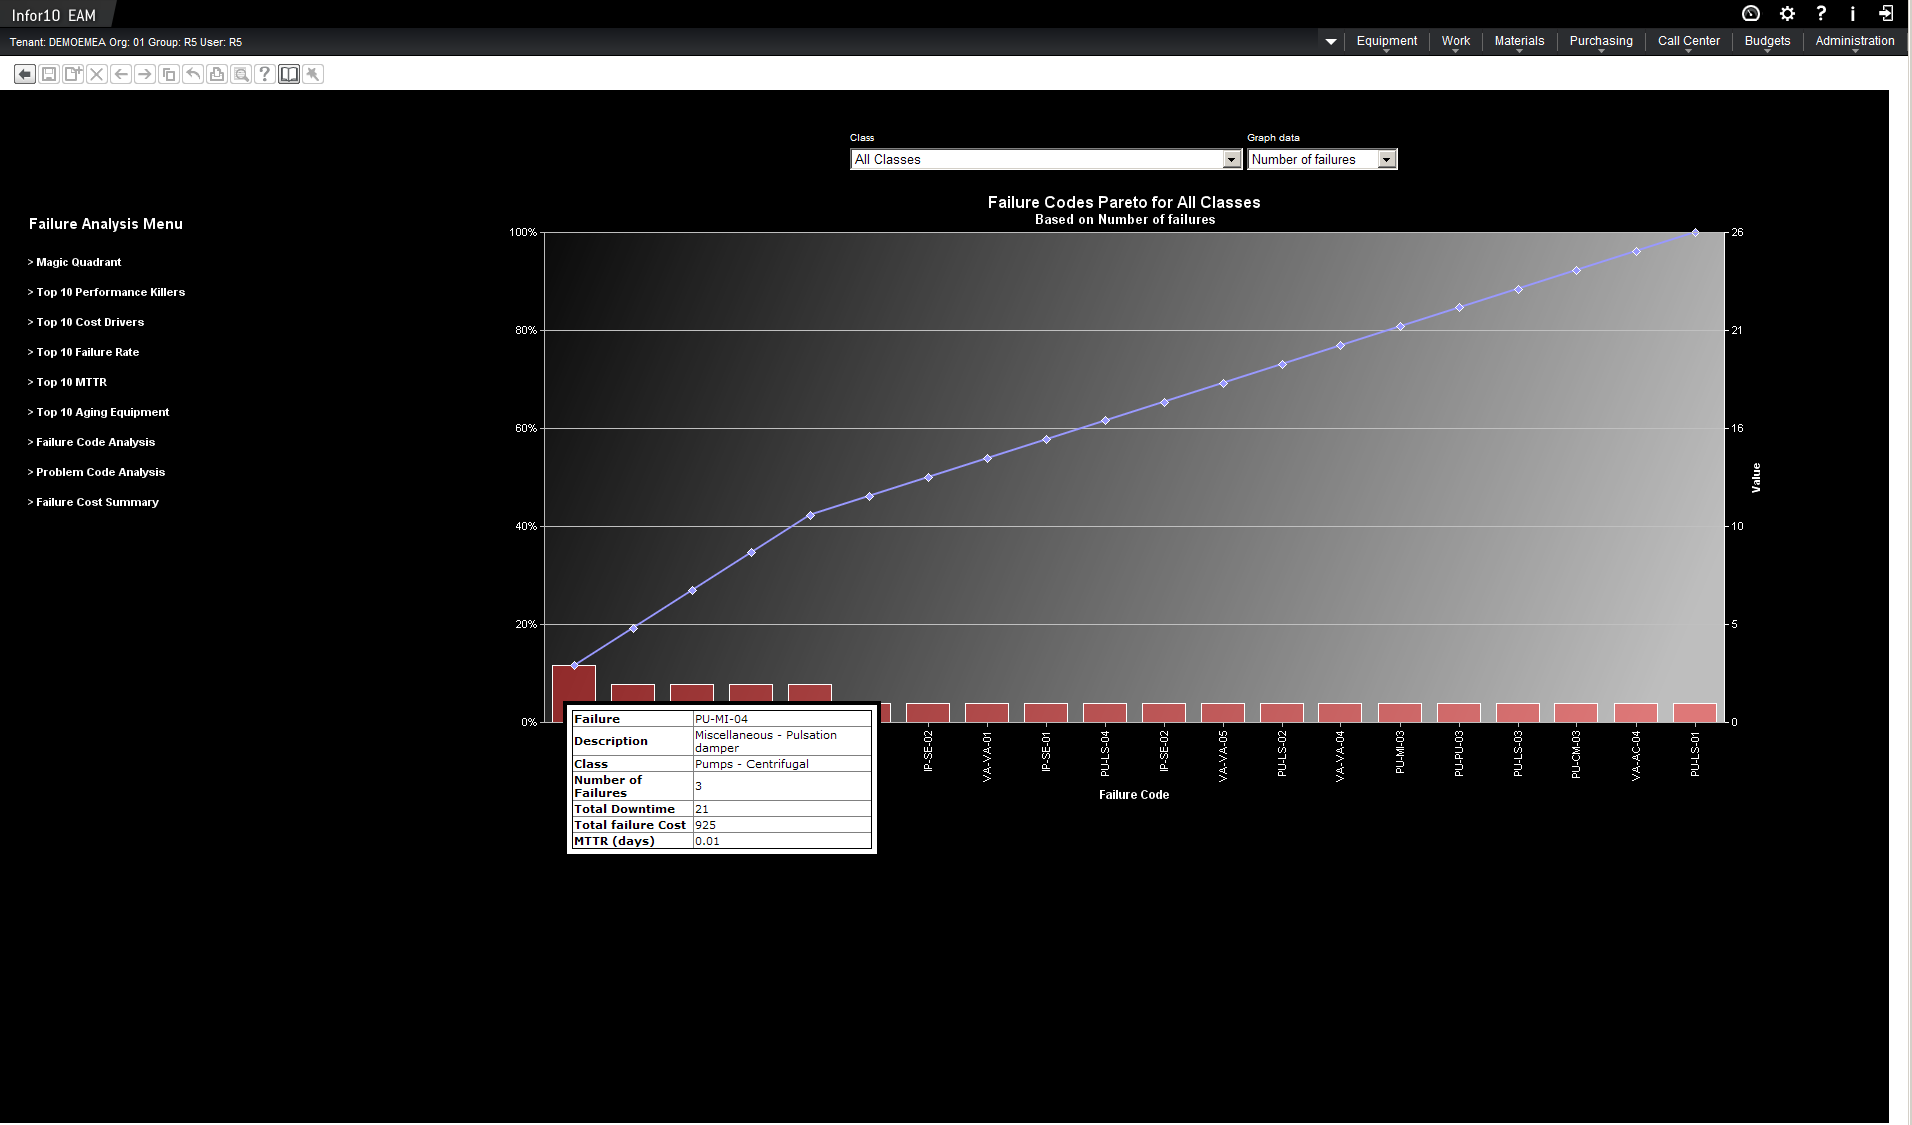 Infor10 EAM
Tenant: DEMOEMEA Org: 01 Group: R5 User: R5
Equipment Work Materials Purchasing Call Center Budgets Administration
Class Graph data
All Classes Number of failures
Failure Codes Pareto for All Classes
Based on Number of failures
Failure Analysis Menu
> Magic Quadrant
> Top 10 Performance Killers
> Top 10 Cost Drivers
> Top 10 Failure Rate
> Top 10 MTTR
> Top 10 Aging Equipment
> Failure Code Analysis
> Problem Code Analysis
> Failure Cost Summary
100%
80%
60%
40%
20%
0%
26
21
16
10
5
0
Value
IP-SE-02
VA-VA-01
IP-SE-01
PU-LS-04
IP-SE-02
VA-VA-05
PU-LS-02
VA-VA-04
PU-MI-03
PU-PU-03
PU-LS-03
PU-CM-03
VA-AC-04
PU-LS-01
Failure Code
Failure PU-MI-04
Description Miscellaneous - Pulsation
damper
Class Pumps - Centrifugal
Number of
Failures 3
Total Downtime 21
Total failure Cost 925
MTTR (days) 0.01